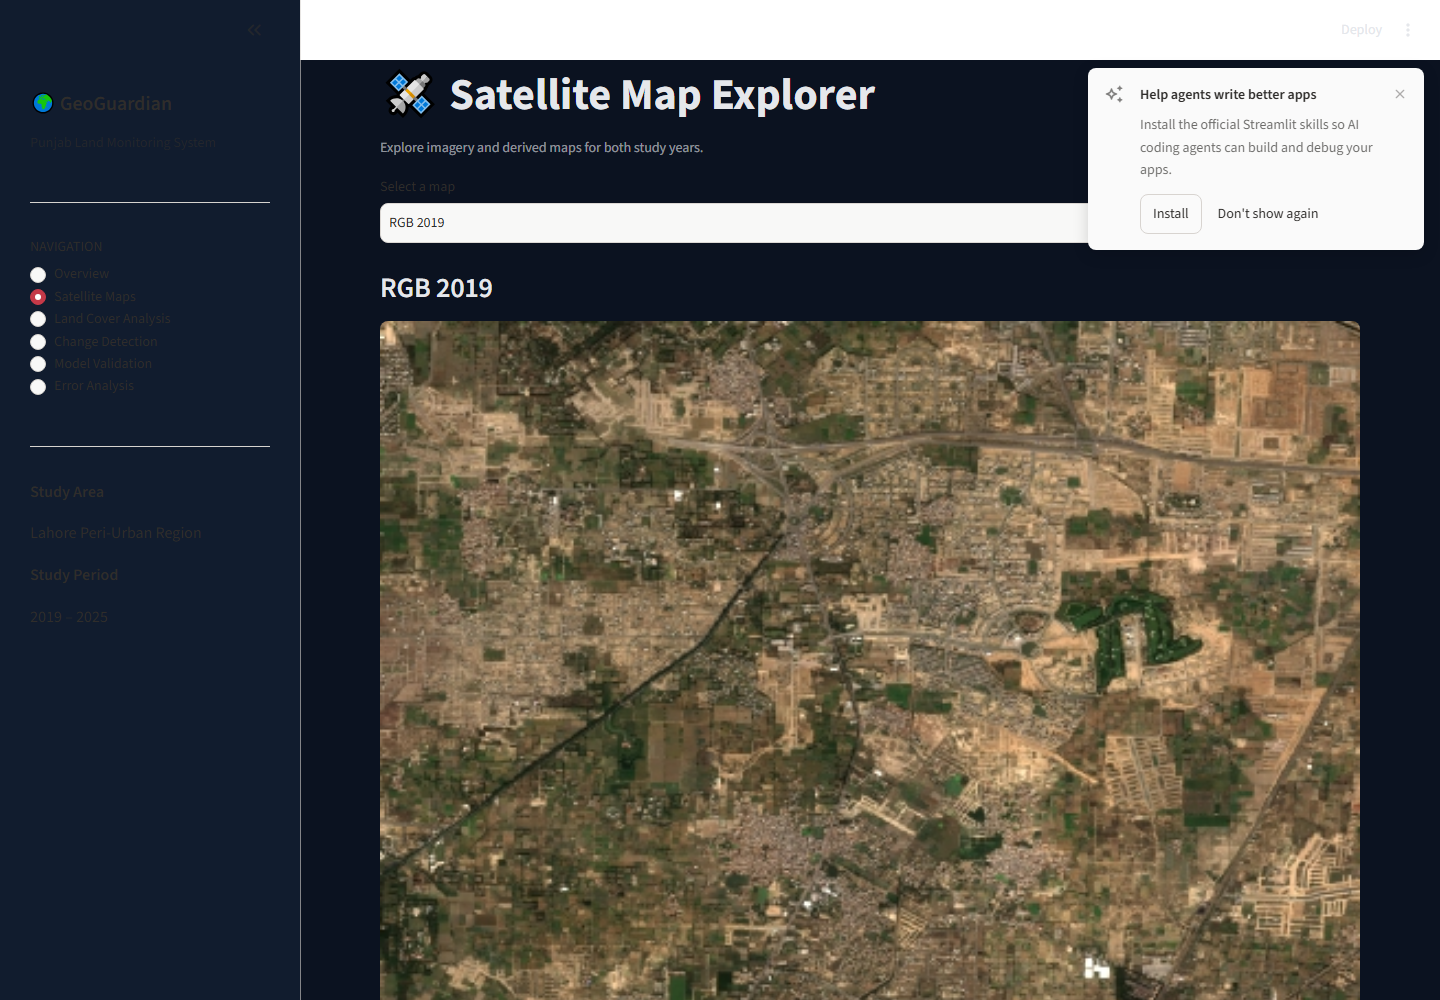 Deploy
GeoGuardian
Punjab Land Monitoring System
NAVIGATION
Overview
Satellite Maps
Land Cover Analysis
Change Detection
Model Validation
Error Analysis
Study Area
Lahore Peri-Urban Region
Study Period
2019 – 2025
Satellite Map Explorer
Explore imagery and derived maps for both study years.
Select a map
RGB 2019
RGB 2019
Help agents write better apps
Install the official Streamlit skills so AI
coding agents can build and debug your
apps.
Install
Don't show again